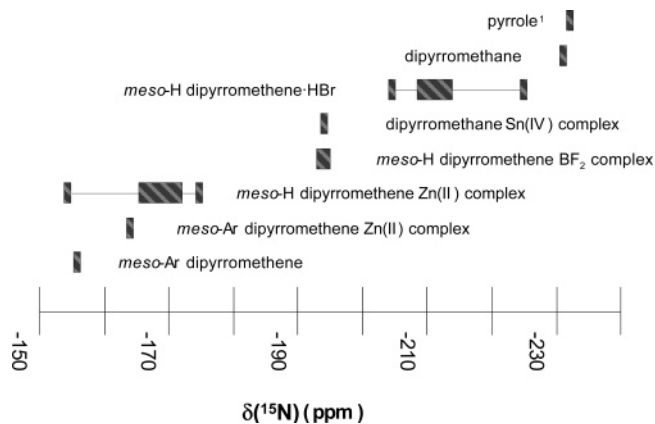 pyrrole¹
dipyrromethane
meso-H dipyrromethene·HBr
dipyrromethane Sn(IV) complex
meso-H dipyrromethene BF₂ complex
meso-H dipyrromethene Zn(II) complex
meso-Ar dipyrromethene Zn(II) complex
meso-Ar dipyrromethene
-150 -170 -190 -210 -230
δ(¹⁵N) (ppm)